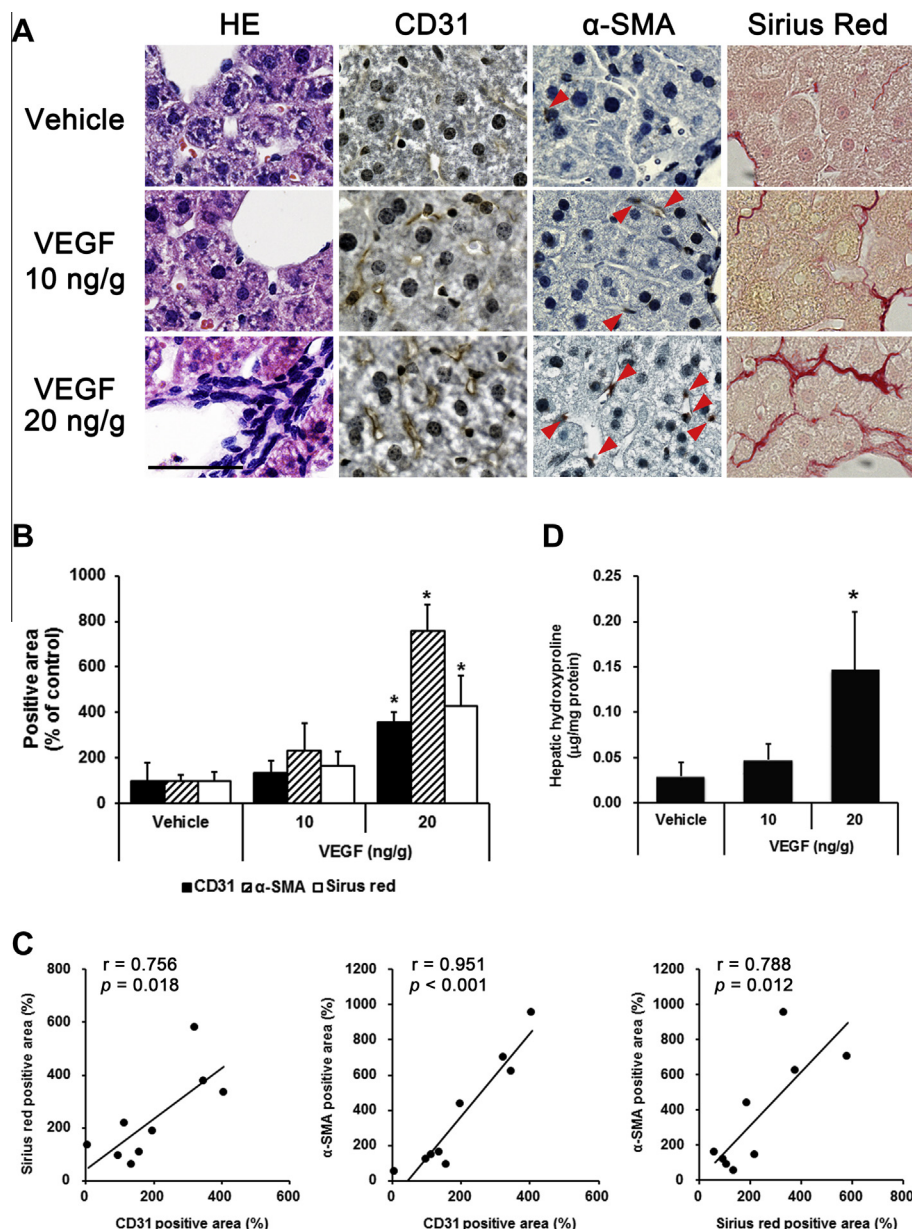 A
HE CD31 α-SMA Sirius Red
Vehicle
VEGF
10 ng/g
VEGF
20 ng/g
B
Positive area
(% of control)
1000
800
600
400
200
0
* * *
Vehicle 10 20
VEGF (ng/g)
CD31 α-SMA Sirus red
D
Hepatic hydroxyproline
(µg/mg protein)
0.25
0.20
0.15
0.10
0.05
0.00
*
Vehicle 10 20
VEGF (ng/g)
C
r = 0.756
p = 0.018
Sirius red positive area (%)
800
600
400
200
0
0 200 400 600
CD31 positive area (%)
r = 0.951
p < 0.001
α-SMA positive area (%)
1200
1000
800
600
400
200
0
0 200 400 600
CD31 positive area (%)
r = 0.788
p = 0.012
α-SMA positive area (%)
1200
1000
800
600
400
200
0
0 200 400 600
Sirius red positive area (%)